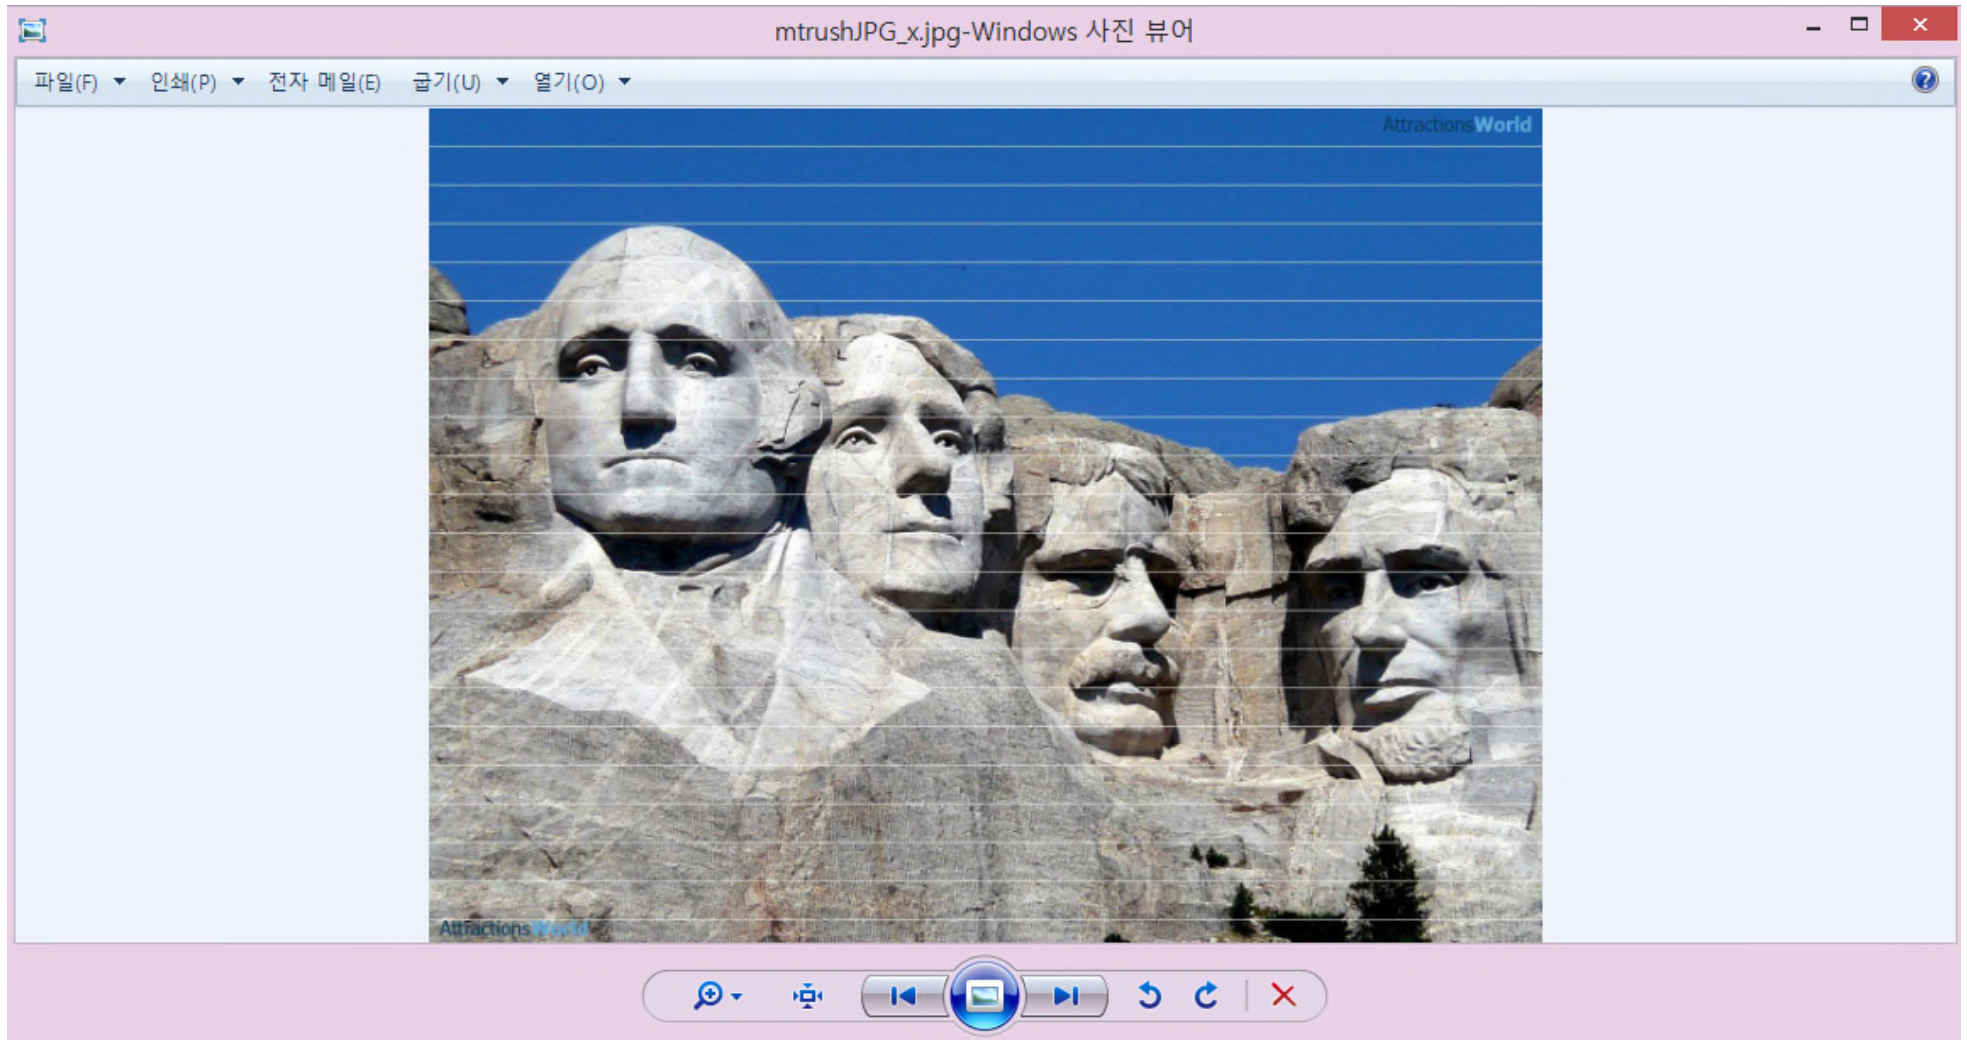 mtrushJPG_x.jpg-Windows 사진 뷰어
파일(F) 인쇄(P) 전자 메일(E) 굽기(U) 열기(O)
AttractionsWorld
AttractionsWorld